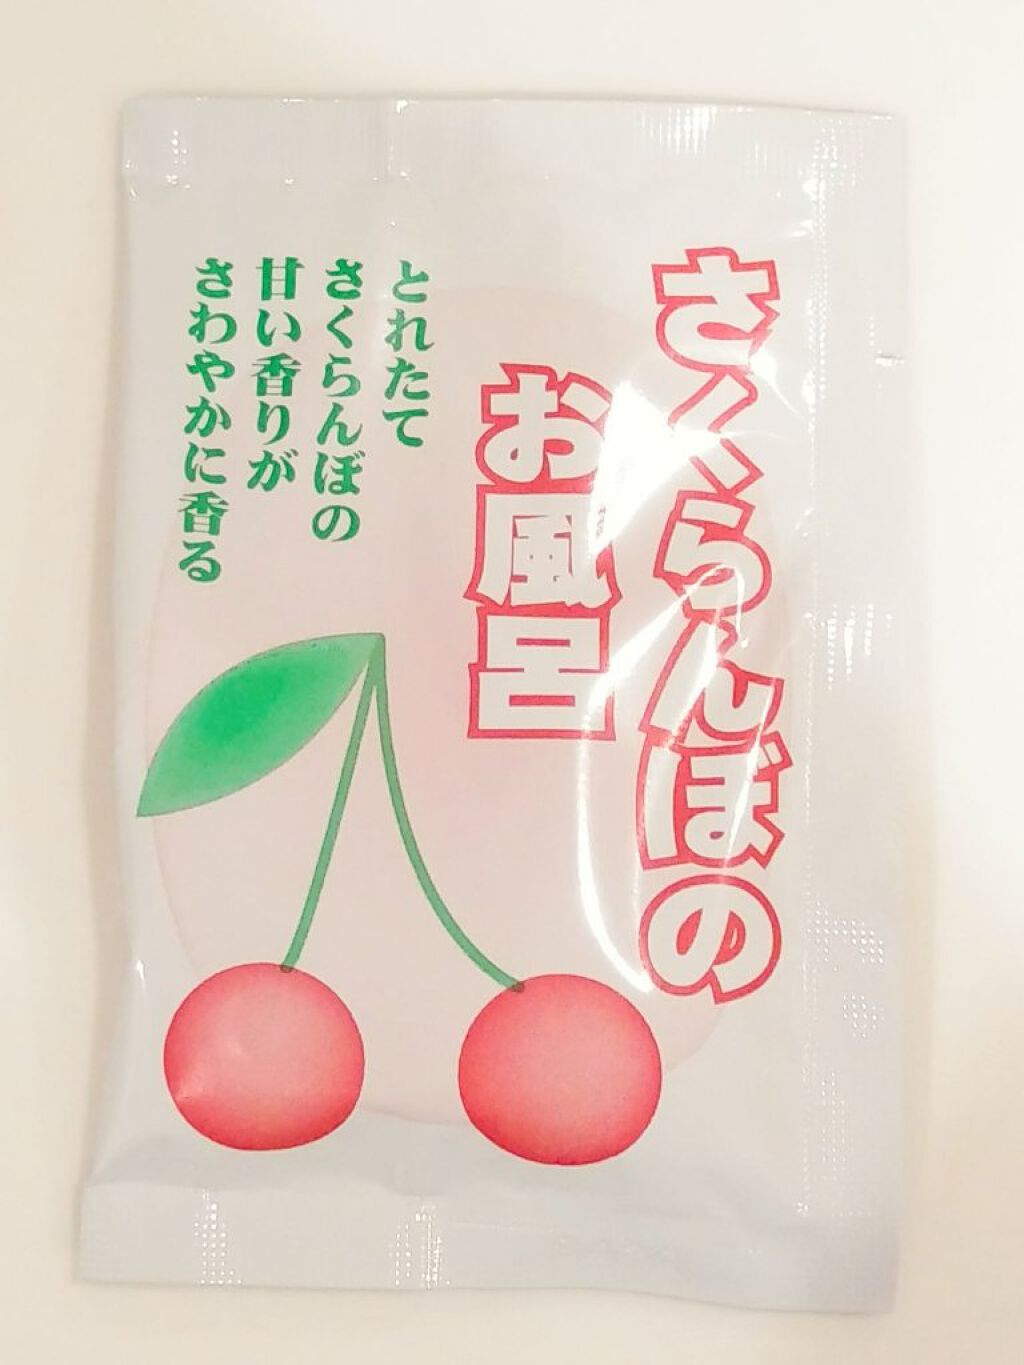 さくらんぼの
お風呂
とれたて
さくらんぼの
甘い香りが
さわやかに香る